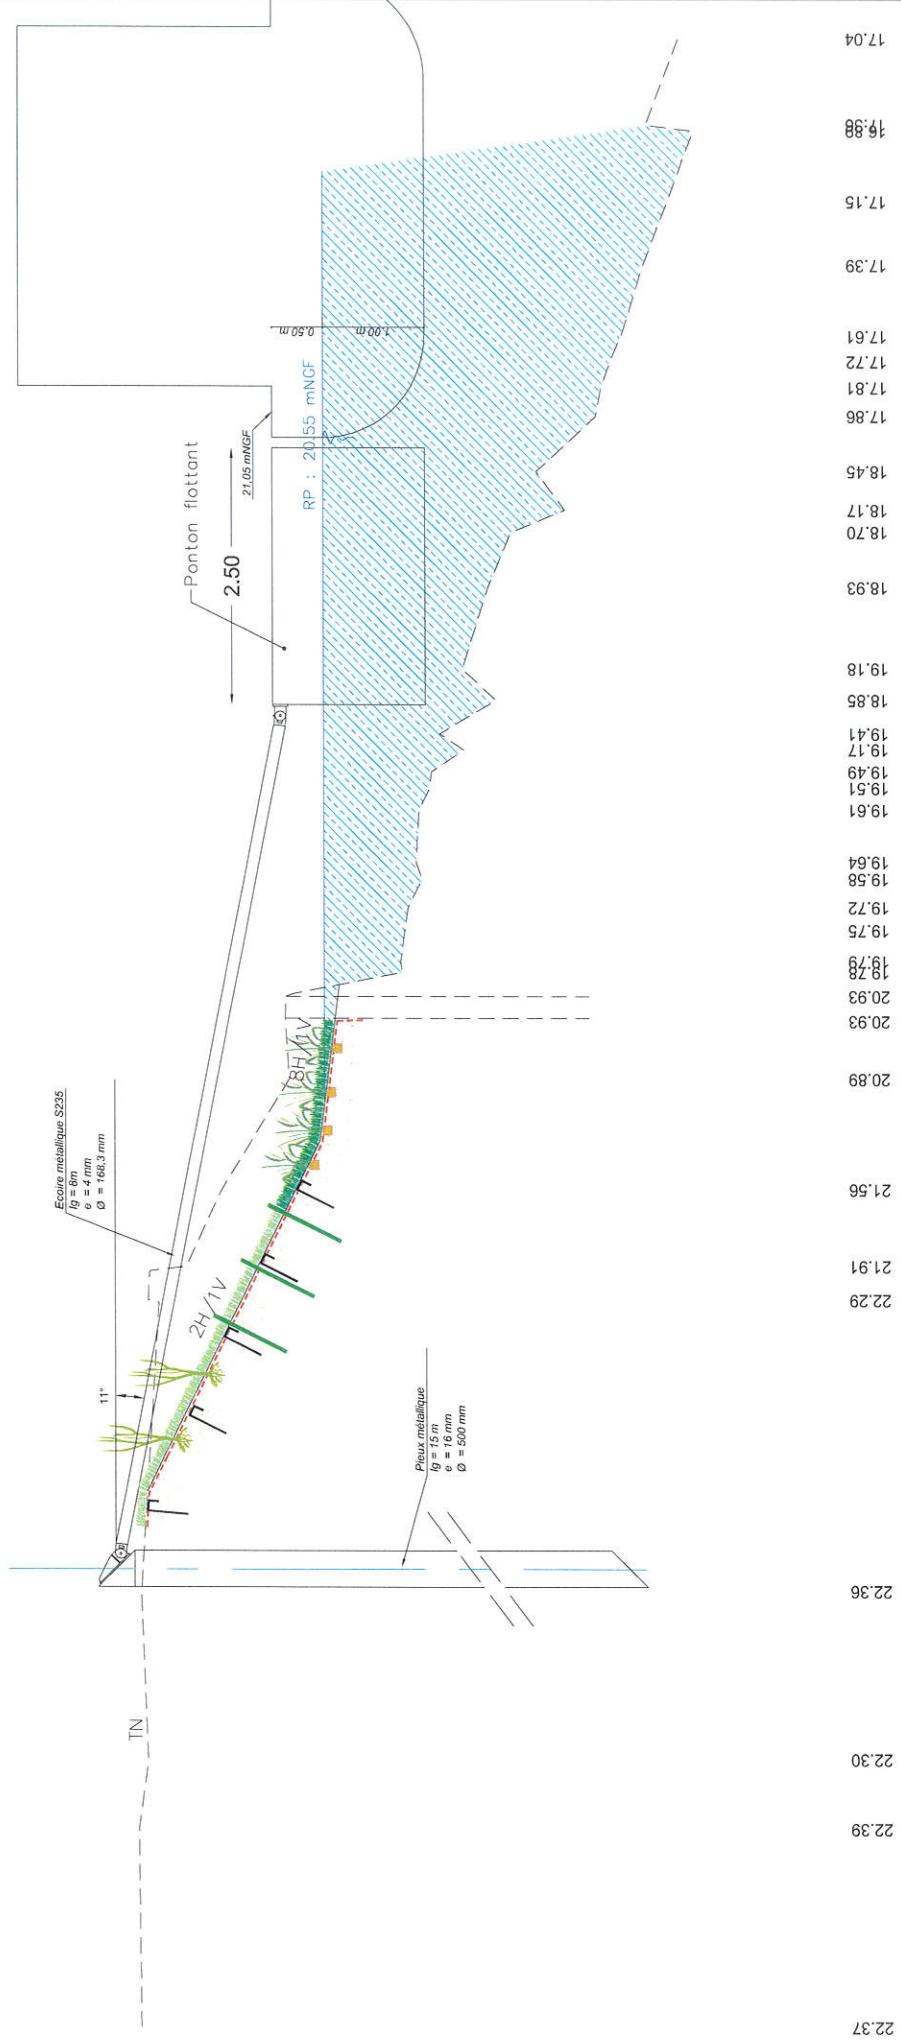 17.04
17.36
16.89
17.15
17.39
17.61
17.72
17.81
17.86
18.45
18.17
18.70
18.93
19.18
18.85
19.41
19.17
19.49
19.51
19.61
19.64
19.58
19.72
19.75
19.79
19.78
20.93
20.93
20.89
21.56
21.91
22.29
22.36
22.30
22.39
22.37
0.50 m
1.00 m
RP : 20.55 mNGF
21,05 mNGF
Ponton flottant
2.50
Ecoire métallique S235
lg = 8m
e = 4 mm
Ø = 168,3 mm
11°
8H/1V
2H/1V
Pieux métallique
lg = 15 m
e = 16 mm
Ø = 500 mm
TN